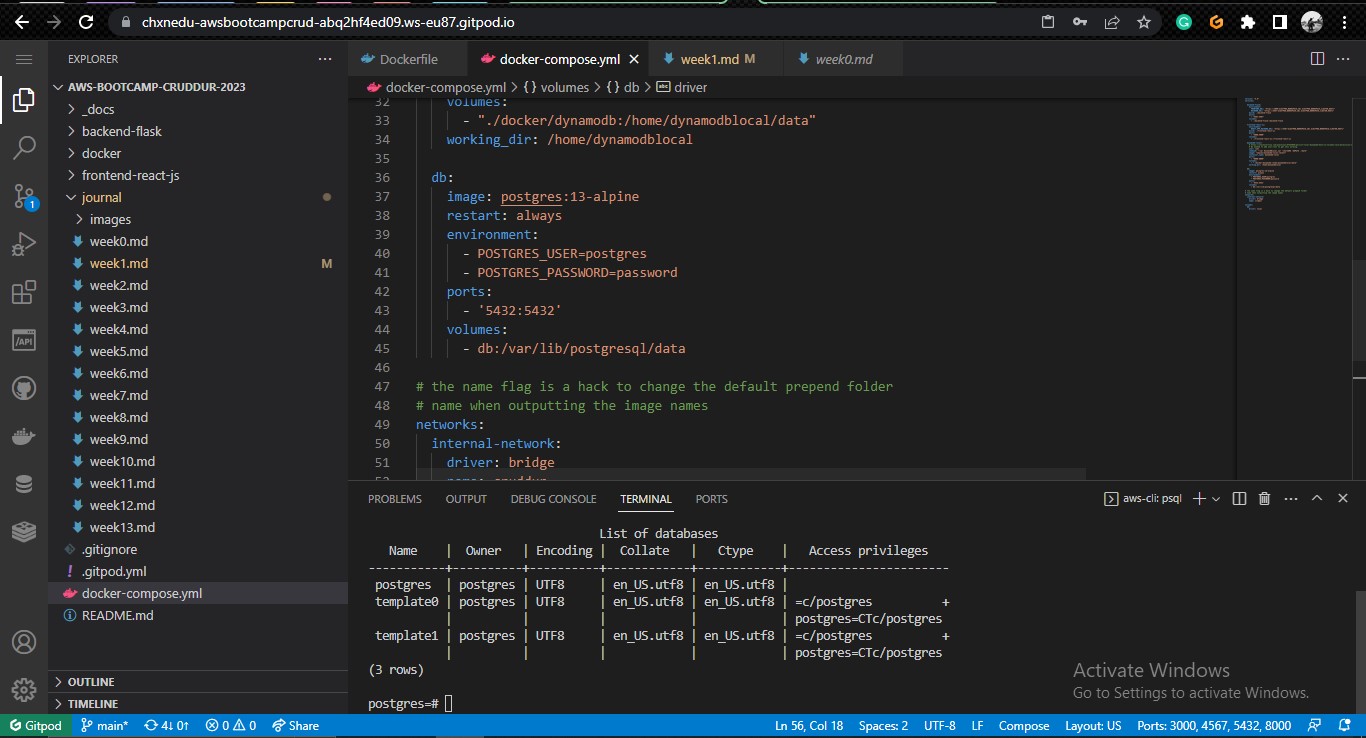 chxnedu-awsbootcampcrud-abq2hf4ed09.ws-eu87.gitpod.io
EXPLORER
AWS-BOOTCAMP-CRUDDUR-2023
_docs
backend-flask
docker
frontend-react-js
journal
images
week0.md
week1.md M
week2.md
week3.md
week4.md
week5.md
week6.md
week7.md
week8.md
week9.md
week10.md
week11.md
week12.md
week13.md
.gitignore
.gitpod.yml
docker-compose.yml
README.md
OUTLINE
TIMELINE
1
/API
Dockerfile docker-compose.yml week1.md M week0.md
docker-compose.yml > {} volumes > {} db > driver
32 volumes:
33 - "./docker/dynamodb:/home/dynamodblocal/data"
34 working_dir: /home/dynamodblocal
35
36 db:
37 image: postgres:13-alpine
38 restart: always
39 environment:
40 - POSTGRES_USER=postgres
41 - POSTGRES_PASSWORD=password
42 ports:
43 - '5432:5432'
44 volumes:
45 - db:/var/lib/postgresql/data
46
47 # the name flag is a hack to change the default prepend folder
48 # name when outputting the image names
49 networks:
50 internal-network:
51 driver: bridge
52 name: cruddur
PROBLEMS OUTPUT DEBUG CONSOLE TERMINAL PORTS aws-cli: psql
List of databases
Name | Owner | Encoding | Collate | Ctype | Access privileges
-----------+----------+----------+------------+------------+-----------------------
postgres | postgres | UTF8 | en_US.utf8 | en_US.utf8 |
template0 | postgres | UTF8 | en_US.utf8 | en_US.utf8 | =c/postgres +
| | | | | postgres=CTc/postgres
template1 | postgres | UTF8 | en_US.utf8 | en_US.utf8 | =c/postgres +
| | | | | postgres=CTc/postgres
(3 rows)
postgres=#
Activate Windows
Go to Settings to activate Windows.
Gitpod main* 4↓ 0↑ 0 0 Share Ln 56, Col 18 Spaces: 2 UTF-8 LF Compose Layout: US Ports: 3000, 4567, 5432, 8000